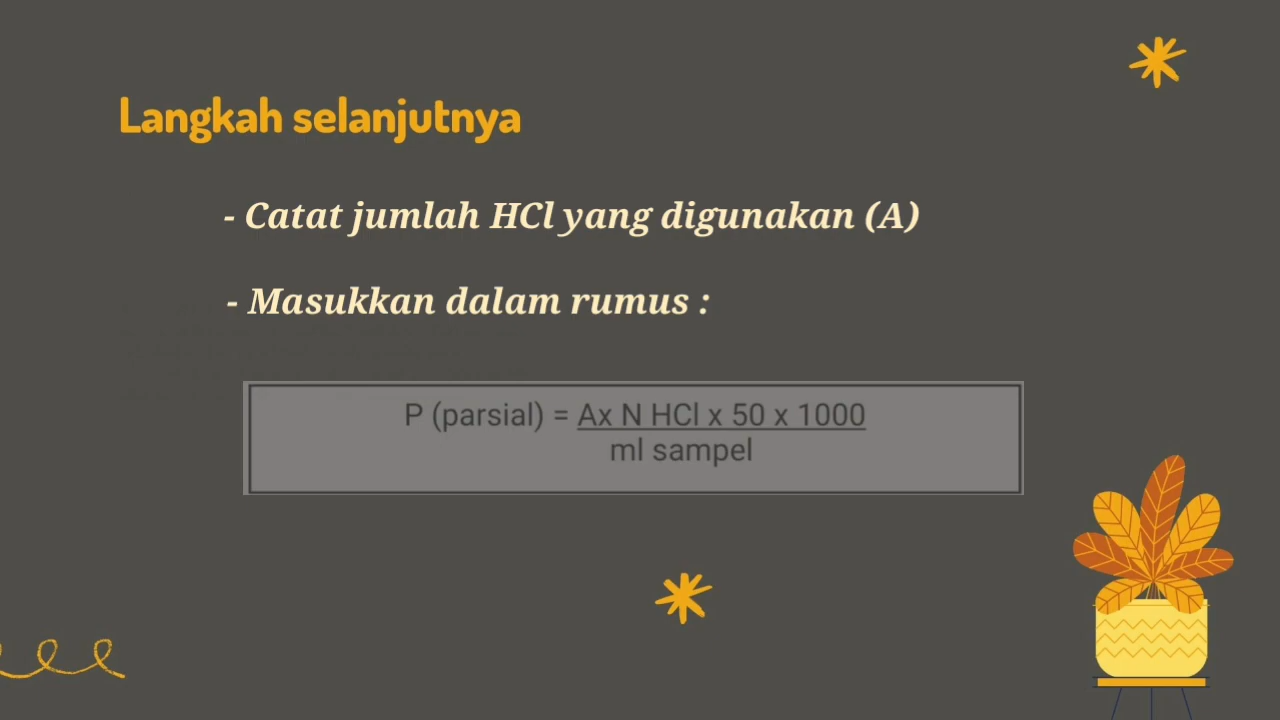 Langkah selanjutnya
- Catat jumlah HCl yang digunakan (A)
- Masukkan dalam rumus :
P (parsial) = Ax N HCl x 50 x 1000
ml sampel